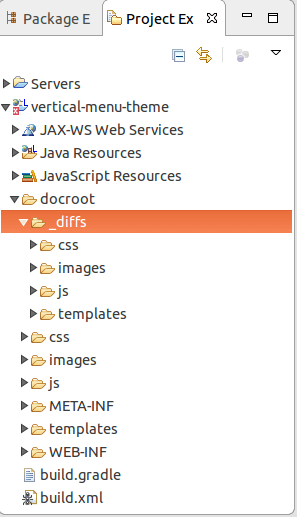 Package E Project Ex
Servers
vertical-menu-theme
JAX-WS Web Services
Java Resources
JavaScript Resources
docroot
_diffs
css
images
js
templates
css
images
js
META-INF
templates
WEB-INF
build.gradle
build.xml